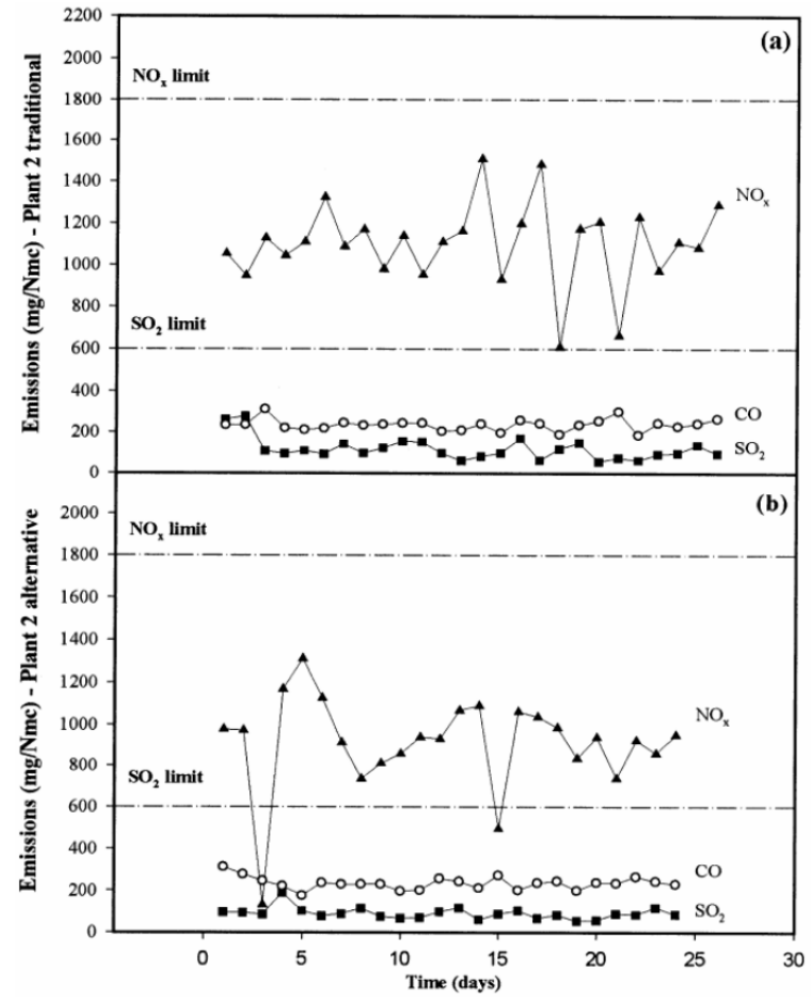 Emissions (mg/Nmc) - Plant 2 traditional
2200
2000
1800
1600
1400
1200
1000
800
600
400
200
0
(a)
NOx limit
NOx
SO2 limit
CO
SO2
Emissions (mg/Nmc) - Plant 2 alternative
2000
1800
1600
1400
1200
1000
800
600
400
200
0
(b)
NOx limit
NOx
SO2 limit
CO
SO2
0 5 10 15 20 25 30
Time (days)